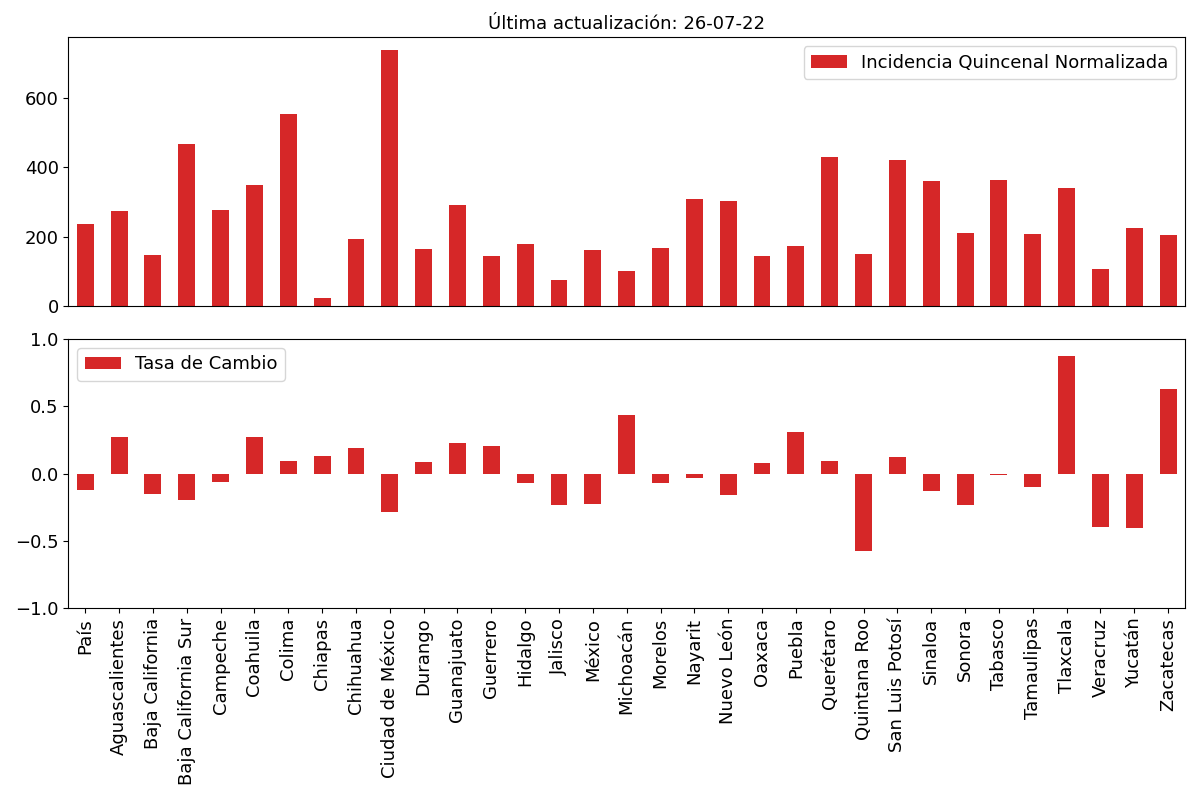 Última actualización: 26-07-22
Incidencia Quincenal Normalizada
600
400
200
0
Tasa de Cambio
1.0
0.5
0.0
−0.5
−1.0
País
Aguascalientes
Baja California
Baja California Sur
Campeche
Coahuila
Colima
Chiapas
Chihuahua
Ciudad de México
Durango
Guanajuato
Guerrero
Hidalgo
Jalisco
México
Michoacán
Morelos
Nayarit
Nuevo León
Oaxaca
Puebla
Querétaro
Quintana Roo
San Luis Potosí
Sinaloa
Sonora
Tabasco
Tamaulipas
Tlaxcala
Veracruz
Yucatán
Zacatecas